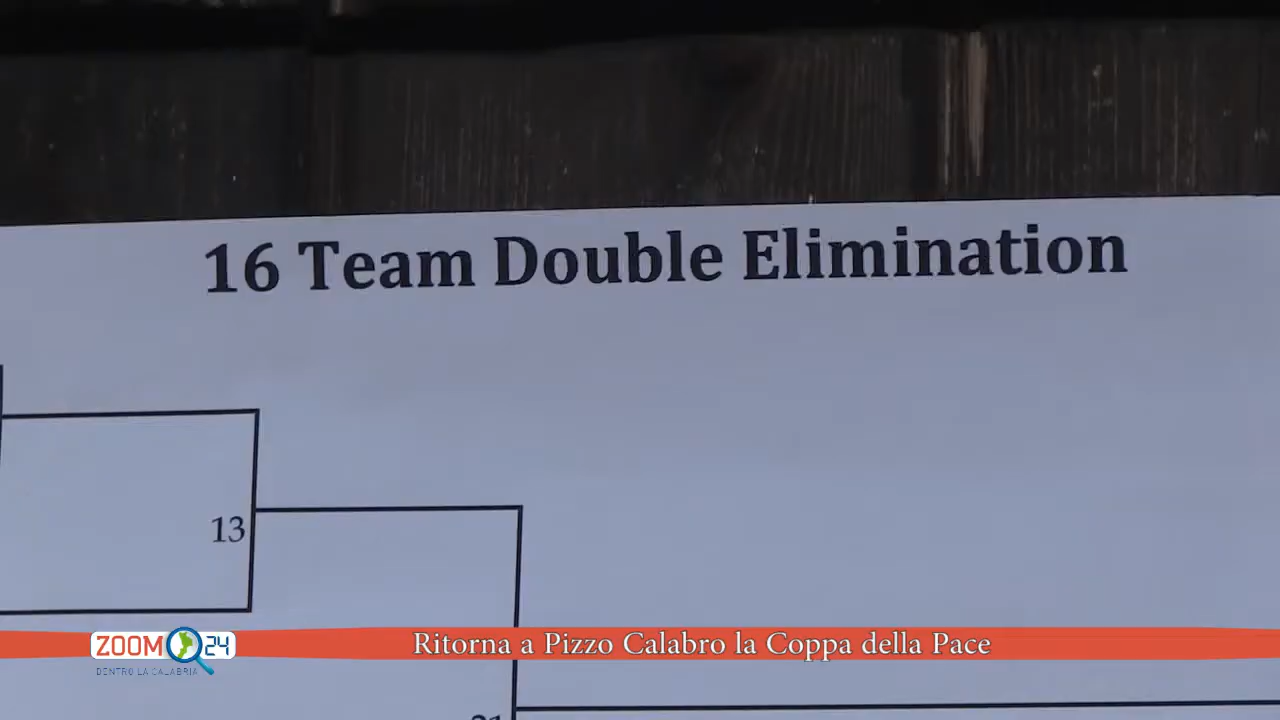 16 Team Double Elimination
13
ZOOM 24
DENTRO LA CALABRIA
Ritorna a Pizzo Calabro la Coppa della Pace